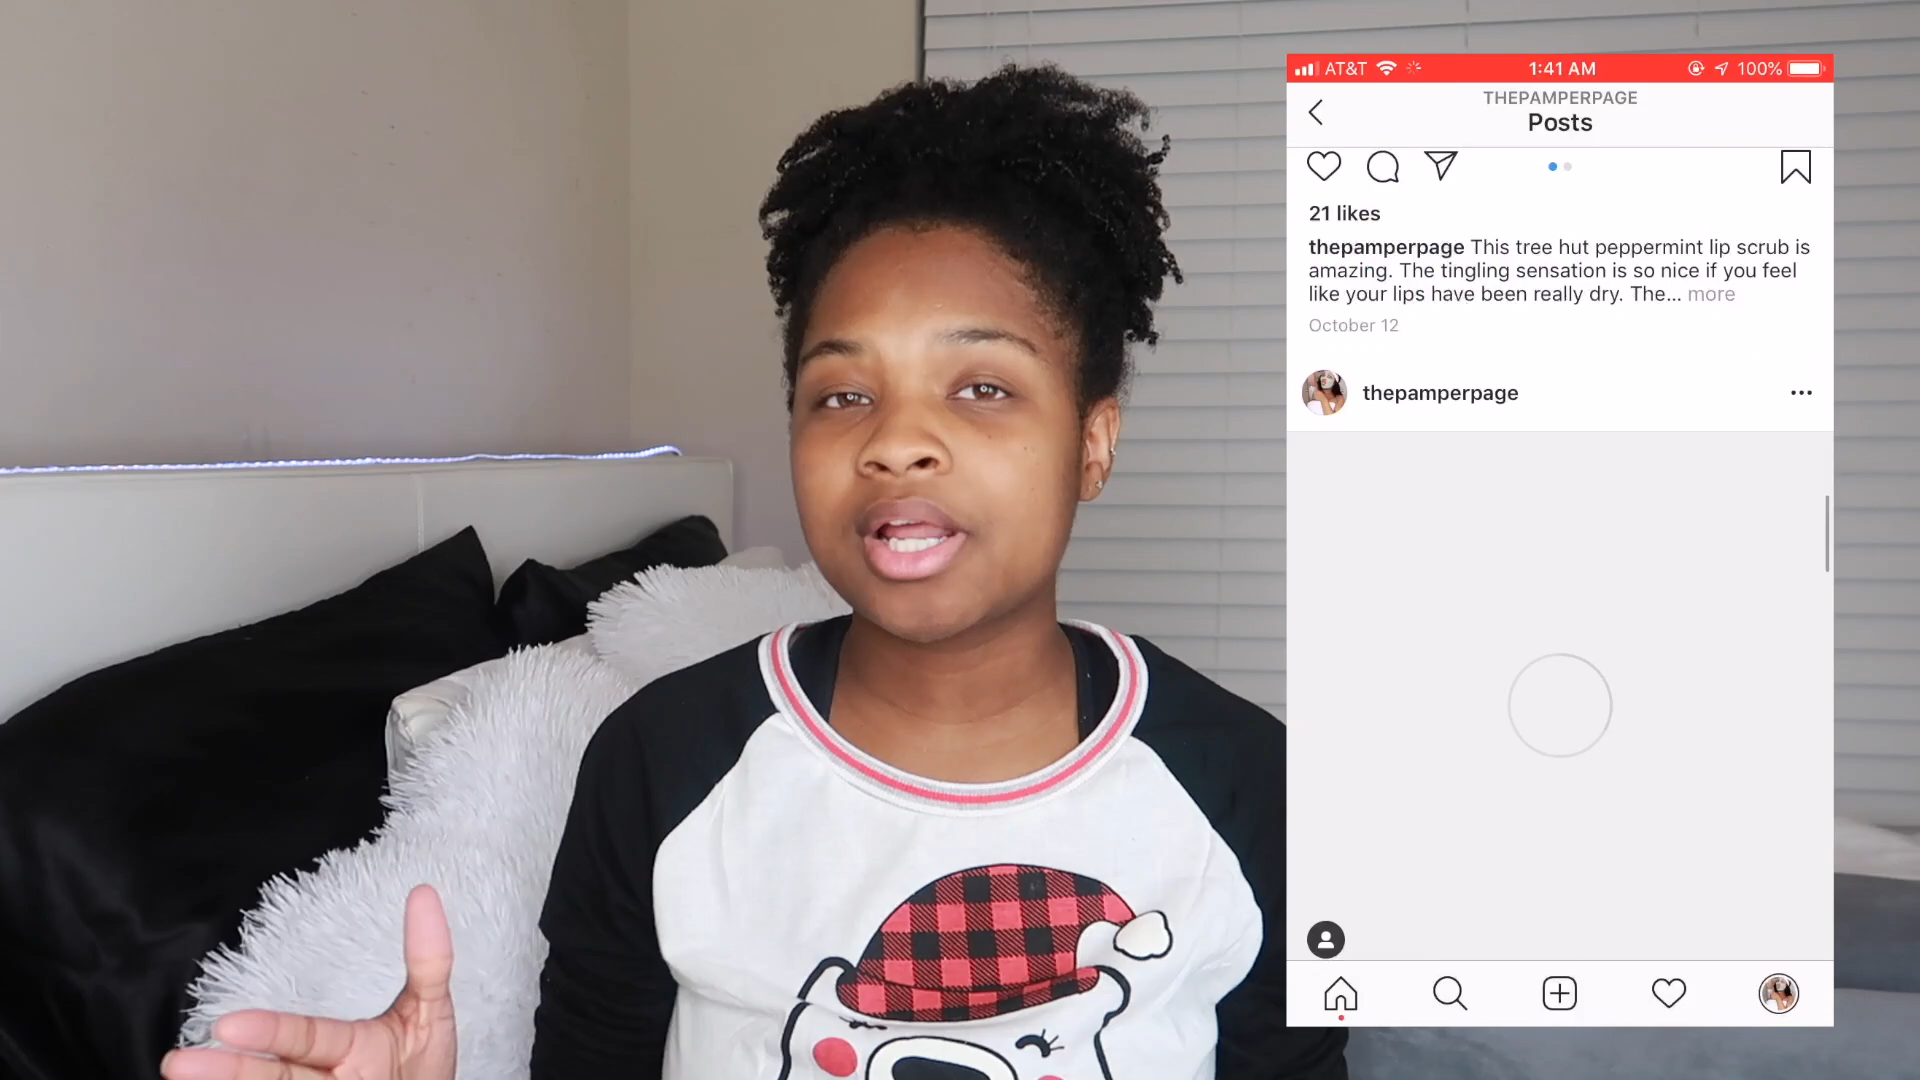 AT&T
1:41 AM
100%
THEPAMPERPAGE
Posts
21 likes
thepamperpage This tree hut peppermint lip scrub is
amazing. The tingling sensation is so nice if you feel
like your lips have been really dry. The... more
October 12
thepamperpage